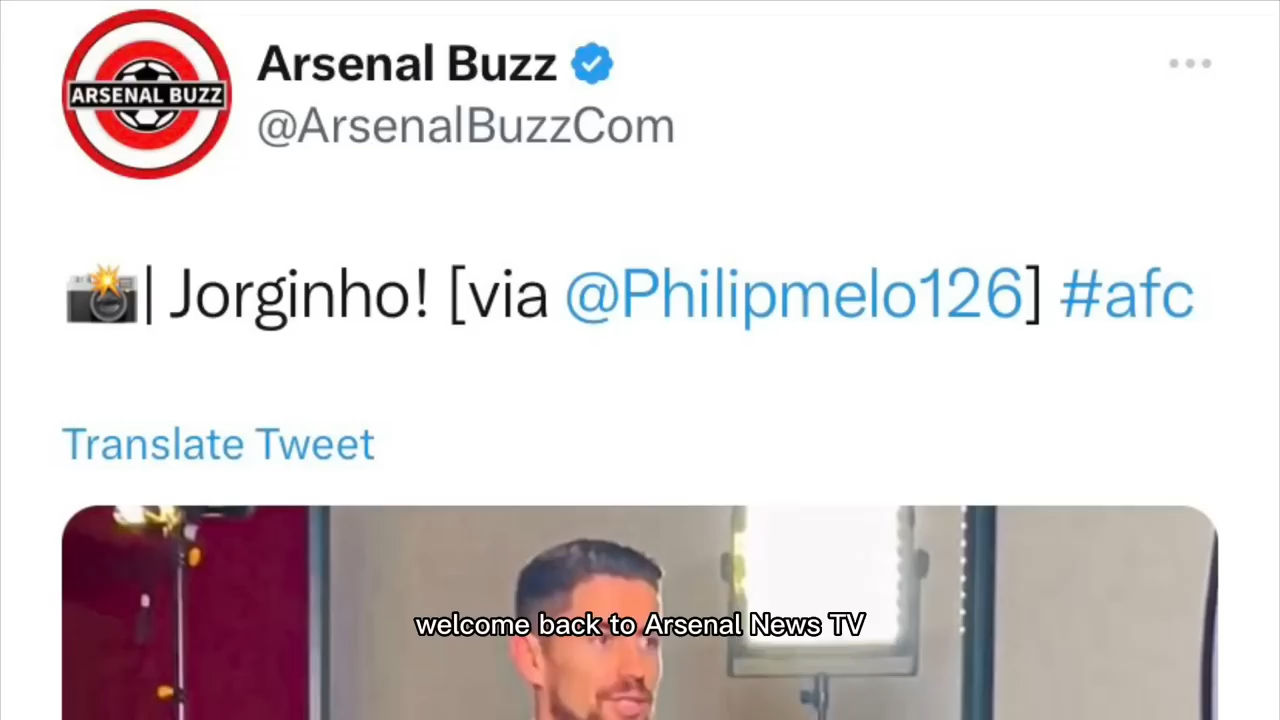 Arsenal Buzz
ARSENAL BUZZ
@ArsenalBuzzCom
📸| Jorginho! [via @Philipmelo126] #afc
Translate Tweet
welcome back to Arsenal News TV